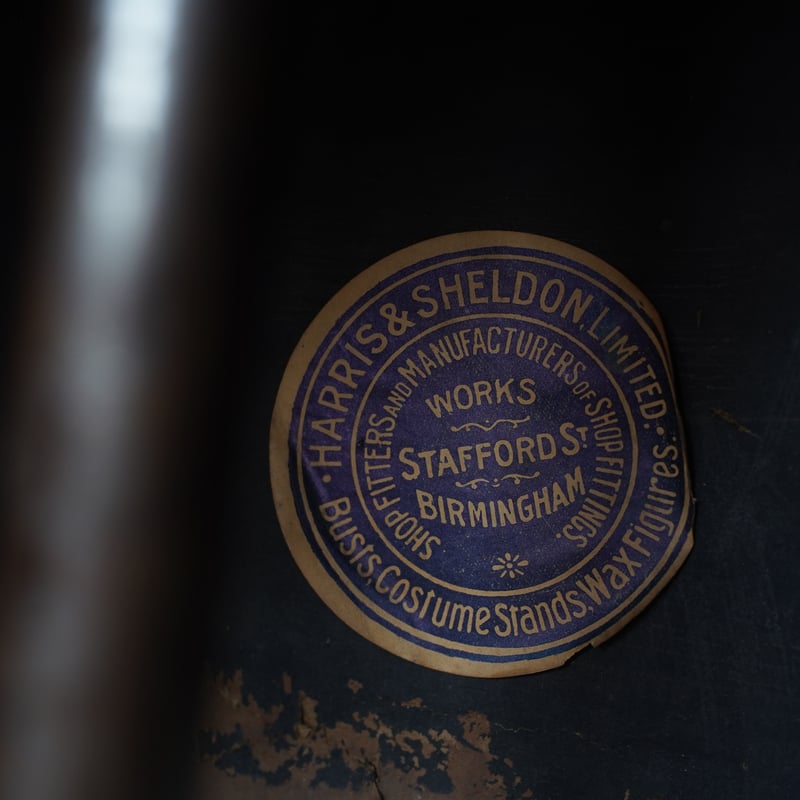 HARRIS & SHELDON, LIMITED.
SHOP FITTERS AND MANUFACTURERS OF SHOP FITTINGS.
WORKS
STAFFORD ST
BIRMINGHAM
Busts, Costume Stands, Wax Figures.